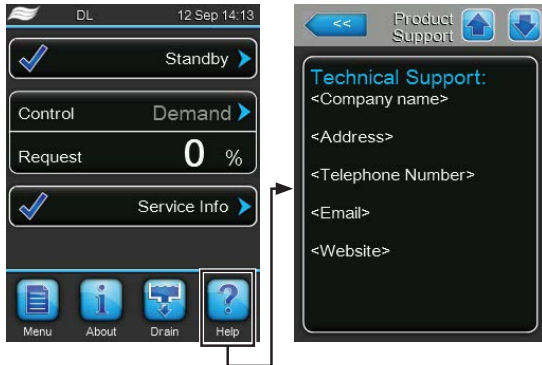 DL 12 Sep 14:13
Standby
Control Demand
Request 0 %
Service Info
Menu About Drain Help
<< Product Support
Technical Support:
<Company name>
<Address>
<Telephone Number>
<Email>
<Website>